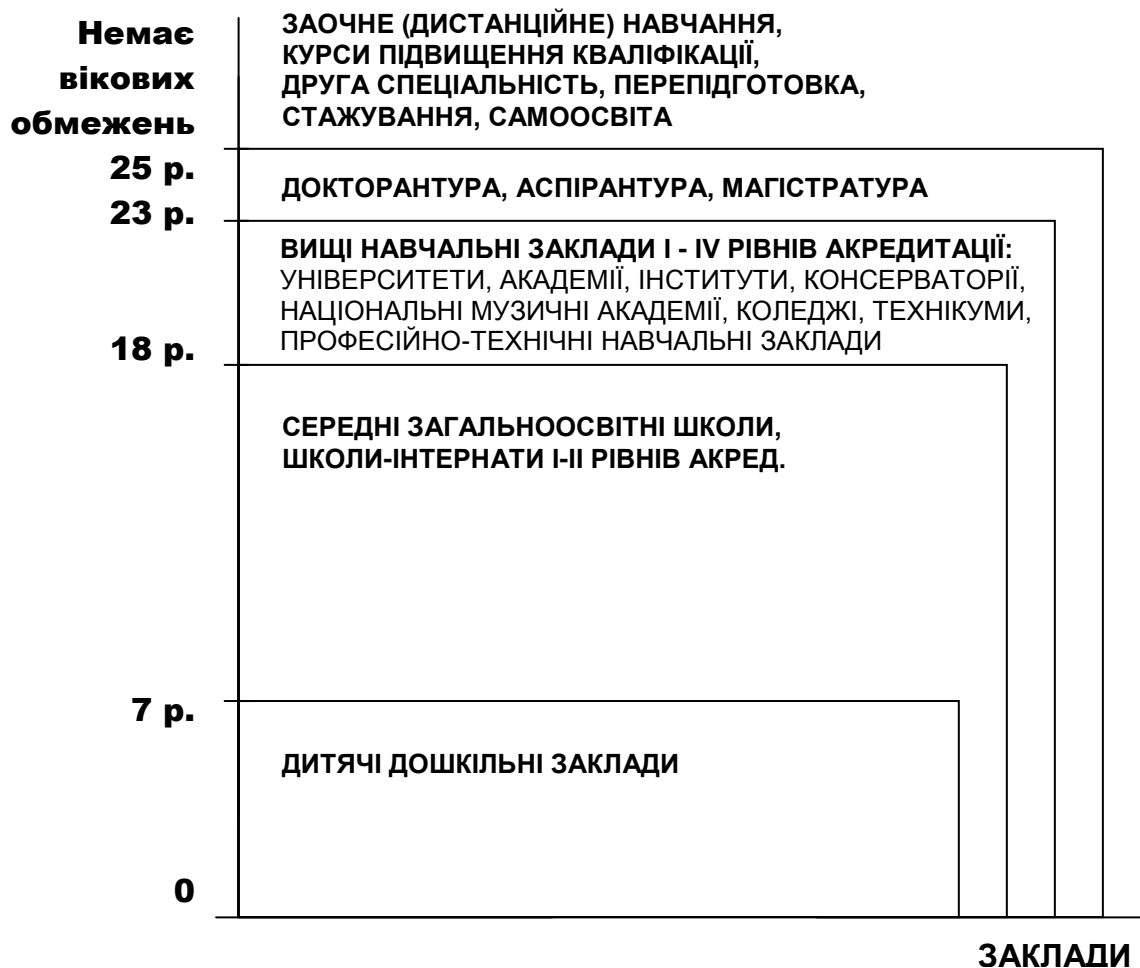 Немає
вікових
обмежень
ЗАОЧНЕ (ДИСТАНЦІЙНЕ) НАВЧАННЯ,
КУРСИ ПІДВИЩЕННЯ КВАЛІФІКАЦІЇ,
ДРУГА СПЕЦІАЛЬНІСТЬ, ПЕРЕПІДГОТОВКА,
СТАЖУВАННЯ, САМООСВІТА
25 р.
ДОКТОРАНТУРА, АСПІРАНТУРА, МАГІСТРАТУРА
23 р.
ВИЩІ НАВЧАЛЬНІ ЗАКЛАДИ І - IV РІВНІВ АКРЕДИТАЦІЇ:
УНІВЕРСИТЕТИ, АКАДЕМІЇ, ІНСТИТУТИ, КОНСЕРВАТОРІЇ,
НАЦІОНАЛЬНІ МУЗИЧНІ АКАДЕМІЇ, КОЛЕДЖІ, ТЕХНІКУМИ,
ПРОФЕСІЙНО-ТЕХНІЧНІ НАВЧАЛЬНІ ЗАКЛАДИ
18 р.
СЕРЕДНІ ЗАГАЛЬНООСВІТНІ ШКОЛИ,
ШКОЛИ-ІНТЕРНАТИ І-ІІ РІВНІВ АКРЕД.
7 р.
ДИТЯЧІ ДОШКІЛЬНІ ЗАКЛАДИ
0
ЗАКЛАДИ